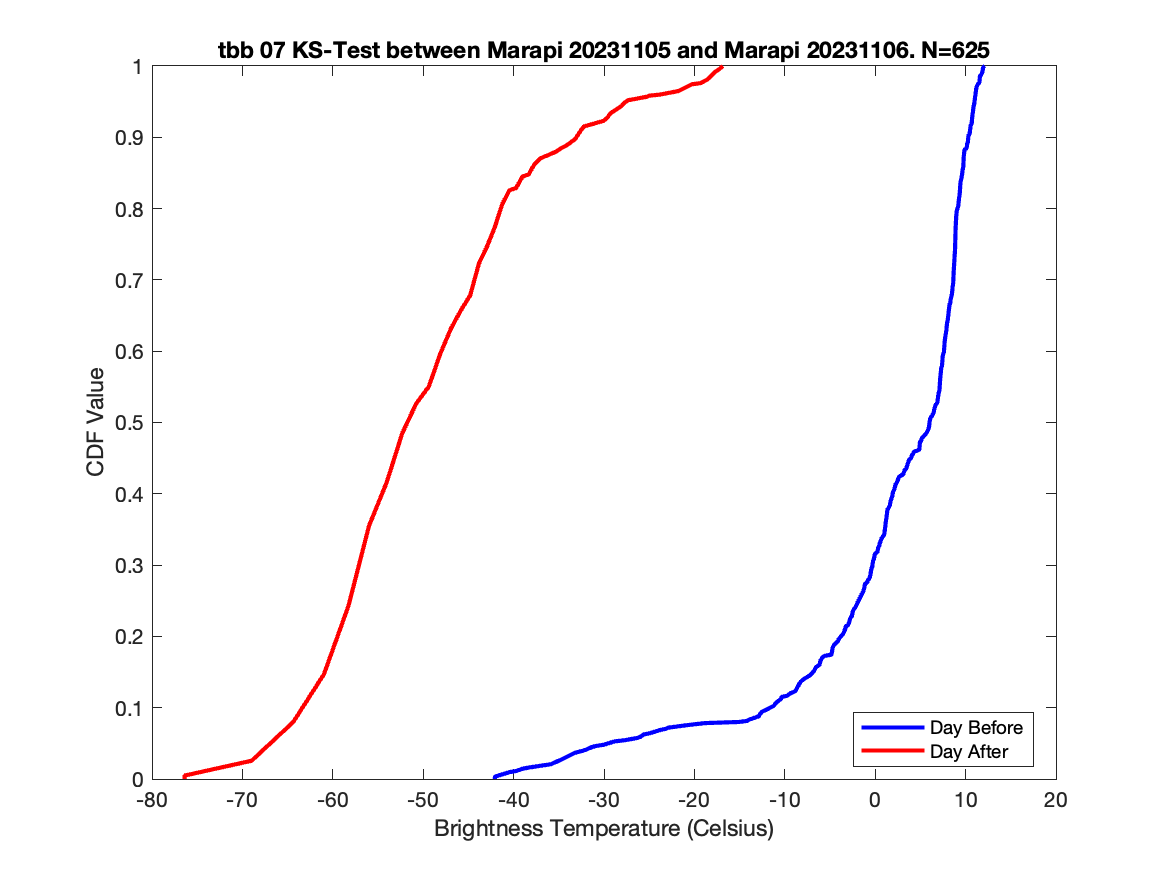 tbb 07 KS-Test between Marapi 20231105 and Marapi 20231106. N=625
1
0.9
0.8
0.7
0.6
0.5
0.4
0.3
0.2
0.1
0
CDF Value
Day Before
Day After
-80 -70 -60 -50 -40 -30 -20 -10 0 10 20
Brightness Temperature (Celsius)